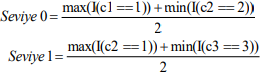 Seviye 0 = (max(I(c1 == 1)) + min(I(c2 == 2))) / 2
Seviye 1 = (max(I(c2 == 1)) + min(I(c3 == 3))) / 2